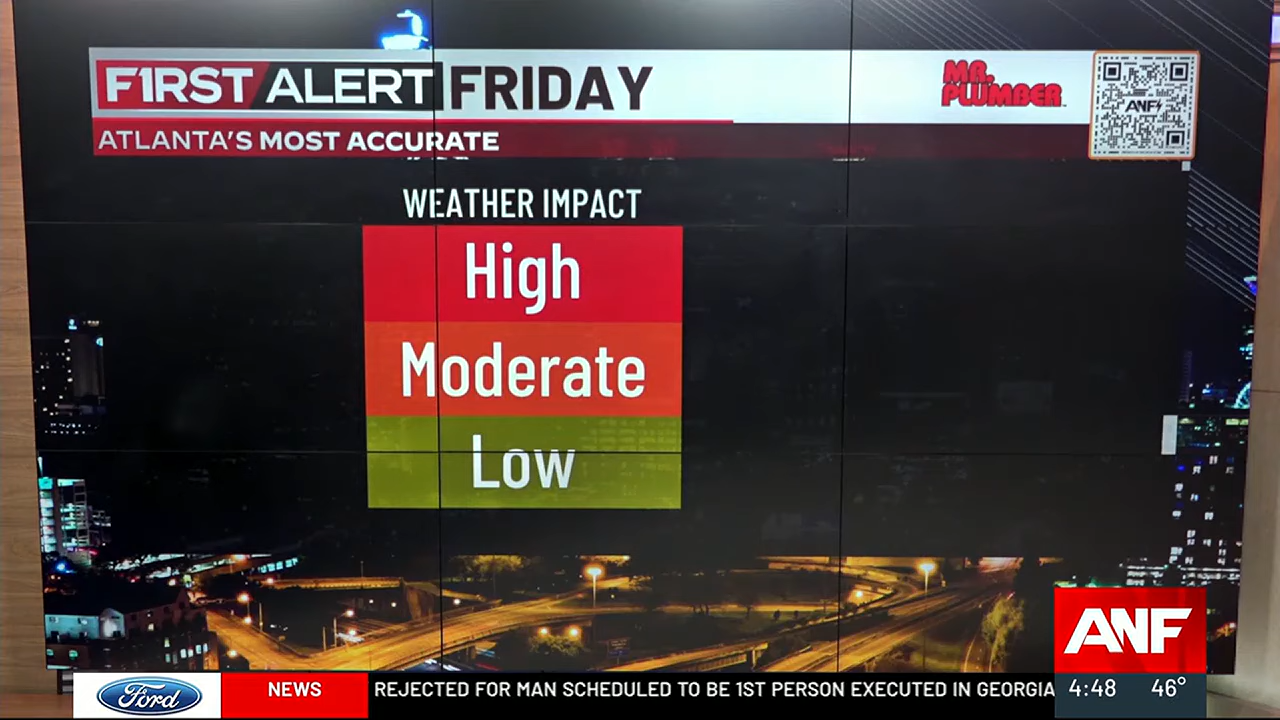 F1RST ALERT FRIDAY
MR. PLUMBER
ANF
ATLANTA'S MOST ACCURATE
WEATHER IMPACT
High
Moderate
Low
ANF
Ford
NEWS
REJECTED FOR MAN SCHEDULED TO BE 1ST PERSON EXECUTED IN GEORGIA
4:48
46°